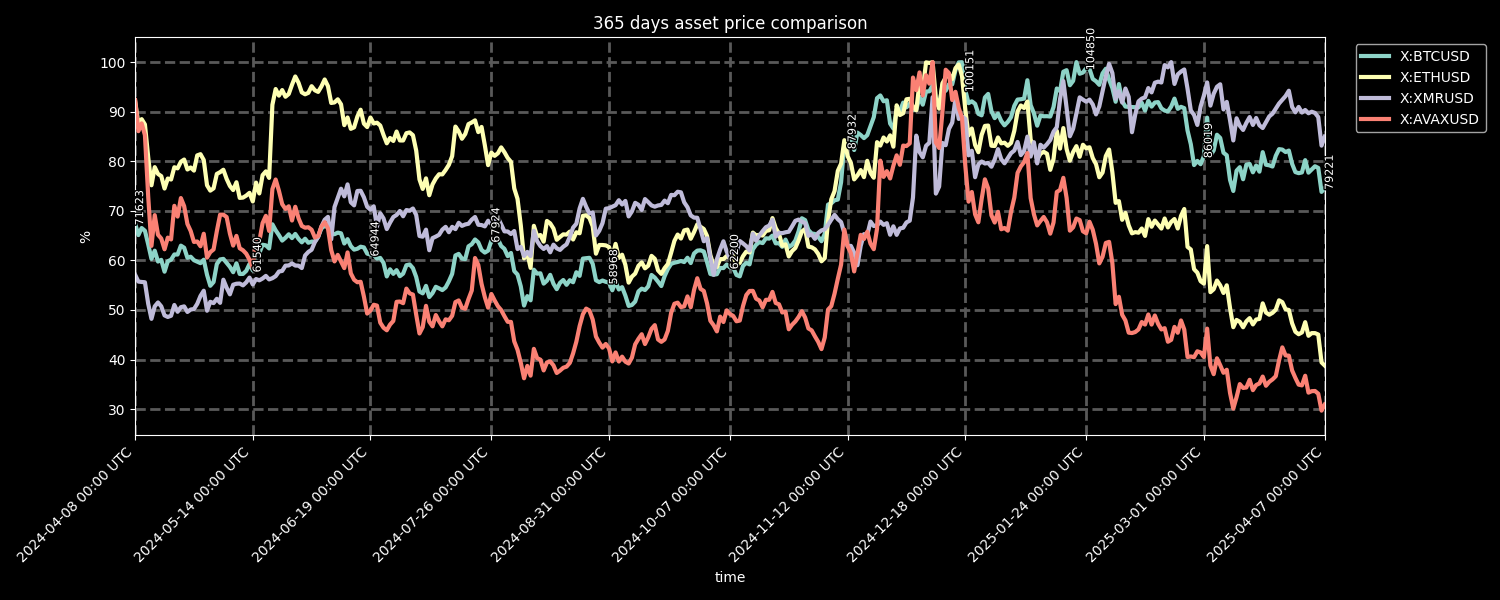 365 days asset price comparison
X:BTCUSD
X:ETHUSD
X:XMRUSD
X:AVAXUSD
%
100
90
80
70
60
50
40
30
71623
61540
64944
67924
58968
62200
87932
100151
104850
86019
79221
2024-04-08 00:00 UTC
2024-05-14 00:00 UTC
2024-06-19 00:00 UTC
2024-07-26 00:00 UTC
2024-08-31 00:00 UTC
2024-10-07 00:00 UTC
2024-11-12 00:00 UTC
2024-12-18 00:00 UTC
2025-01-24 00:00 UTC
2025-03-01 00:00 UTC
2025-04-07 00:00 UTC
time